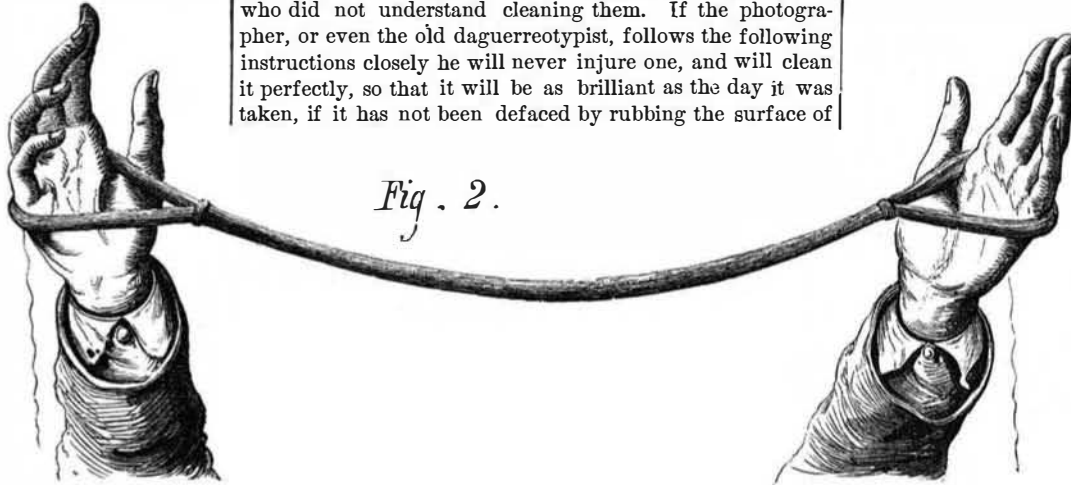 who did not understand cleaning them. If the photogra-
pher, or even the old daguerreotypist, follows the following
instructions closely he will never injure one, and will clean
it perfectly, so that it will be as brilliant as the day it was
taken, if it has not been defaced by rubbing the surface of
Fig. 2.